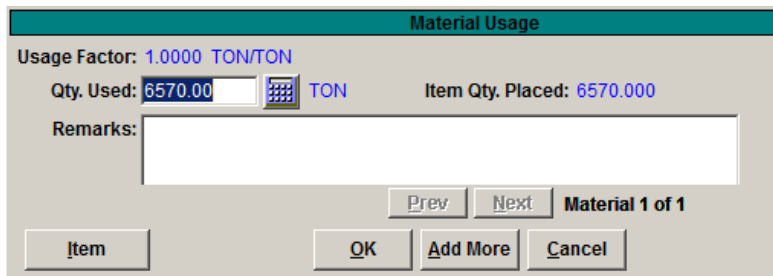 Material Usage
Usage Factor: 1.0000 TON/TON
Qty. Used: 6570.00 TON Item Qty. Placed: 6570.000
Remarks:
Prev Next Material 1 of 1
Item OK Add More Cancel